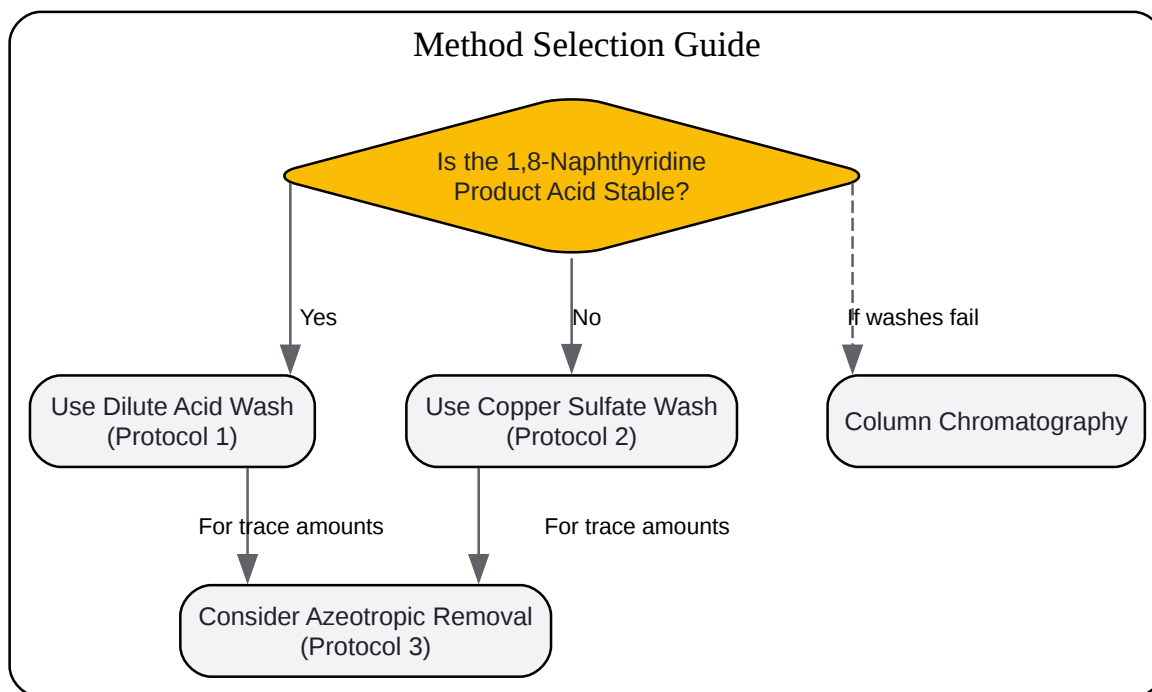 Method Selection Guide
Is the 1,8-Naphthyridine
Product Acid Stable?
Yes
No
If washes fail
Use Dilute Acid Wash
(Protocol 1)
Use Copper Sulfate Wash
(Protocol 2)
Column Chromatography
For trace amounts
For trace amounts
Consider Azeotropic Removal
(Protocol 3)